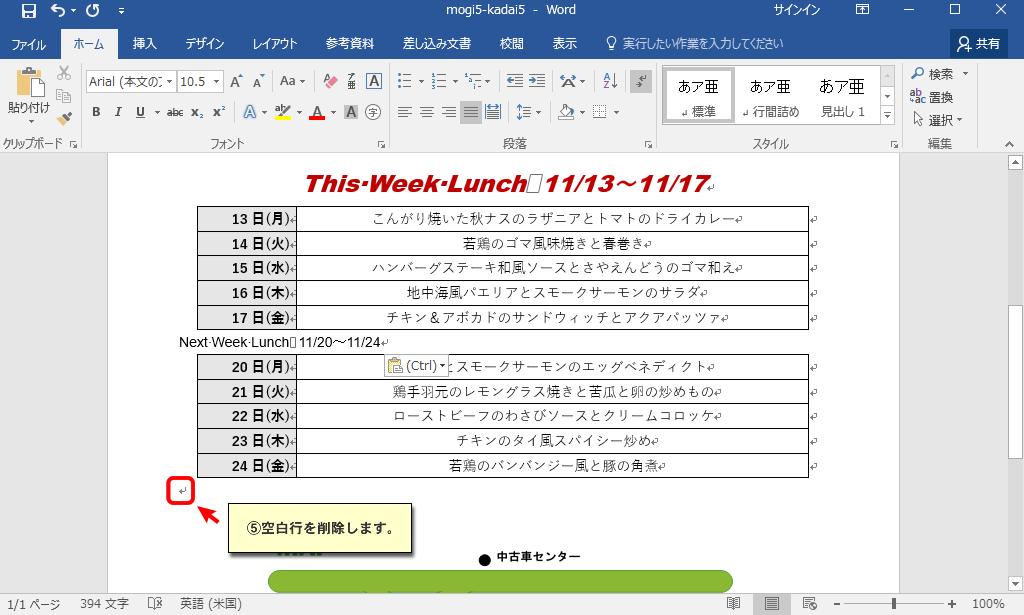 mogi5-kadai5 - Word
サインイン
ファイル
ホーム
挿入
デザイン
レイアウト
参考資料
差し込み文書
校閲
表示
実行したい作業を入力してください
共有
貼り付け
クリップボード
Arial (本文のﾌ
10.5
Aa
B I U abc x₂ x²
フォント
段落
あア亜
標準
あア亜
行間詰め
あア亜
見出し 1
スタイル
検索
置換
選択
編集
This·Week·Lunch 11/13～11/17
13 日(月) こんがり焼いた秋ナスのラザニアとトマトのドライカレー
14 日(火) 若鶏のゴマ風味焼きと春巻き
15 日(水) ハンバーグステーキ和風ソースとさやえんどうのゴマ和え
16 日(木) 地中海風パエリアとスモークサーモンのサラダ
17 日(金) チキン＆アボカドのサンドウィッチとアクアパッツァ
Next·Week·Lunch 11/20～11/24
20 日(月) (Ctrl) とスモークサーモンのエッグベネディクト
21 日(火) 鶏手羽元のレモングラス焼きと苦瓜と卵の炒めもの
22 日(水) ローストビーフのわさびソースとクリームコロッケ
23 日(木) チキンのタイ風スパイシー炒め
24 日(金) 若鶏のバンバンジー風と豚の角煮
⑤空白行を削除します。
中古車センター
1/1 ページ
394 文字
英語 (米国)
100%